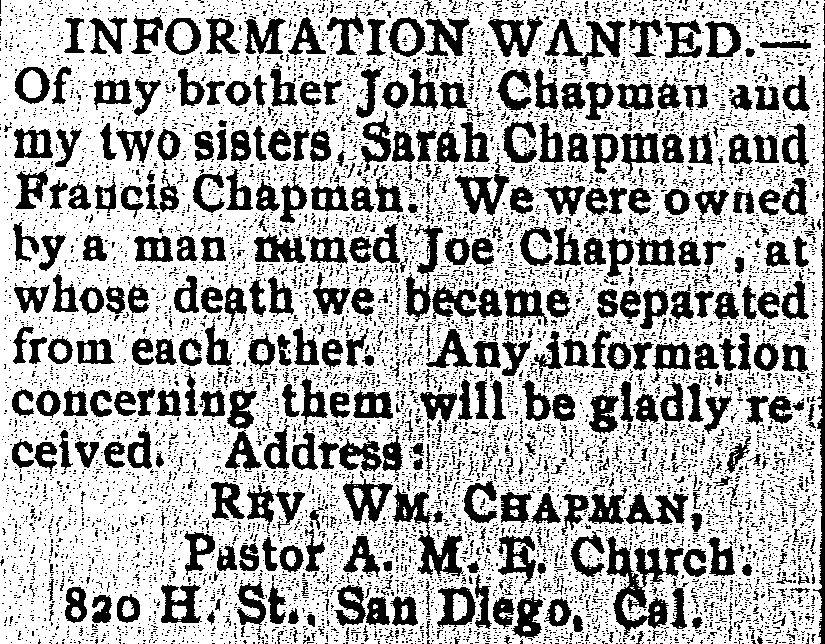 INFORMATION WANTED.—
Of my brother John Chapman and
my two sisters, Sarah Chapman and
Francis Chapman. We were owned
by a man named Joe Chapman, at
whose death we became separated
from each other. Any information
concerning them will be gladly re-
ceived. Address:
REV. WM. CHAPMAN,
Pastor A. M. E. Church.
820 H. St., San Diego, Cal.